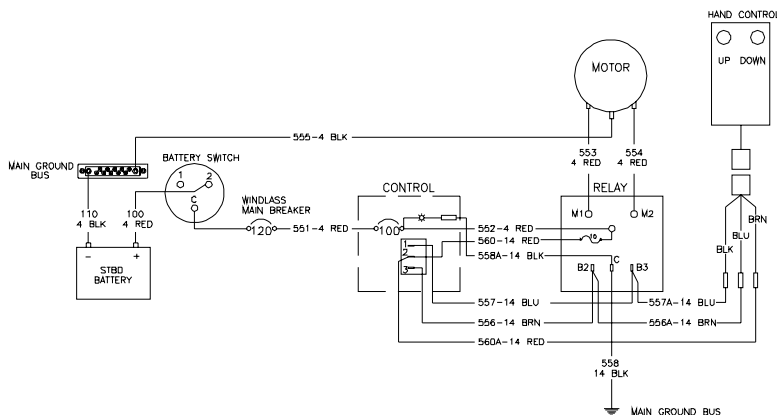 HAND CONTROL
UP DOWN
MOTOR
555-4 BLK
MAIN GROUND
BUS
BATTERY SWITCH
1
2
C
553
4 RED
554
4 RED
WINDLASS
MAIN BREAKER
CONTROL
RELAY
110
4 BLK
100
4 RED
120
551-4 RED
100
552-4 RED
M1
M2
560-14 RED
10
558A-14 BLK
1
2
3
- +
STBD
BATTERY
B2
C
B3
BLK
BLU
BRN
557-14 BLU
557A-14 BLU
556-14 BRN
556A-14 BRN
560A-14 RED
558
14 BLK
MAIN GROUND BUS